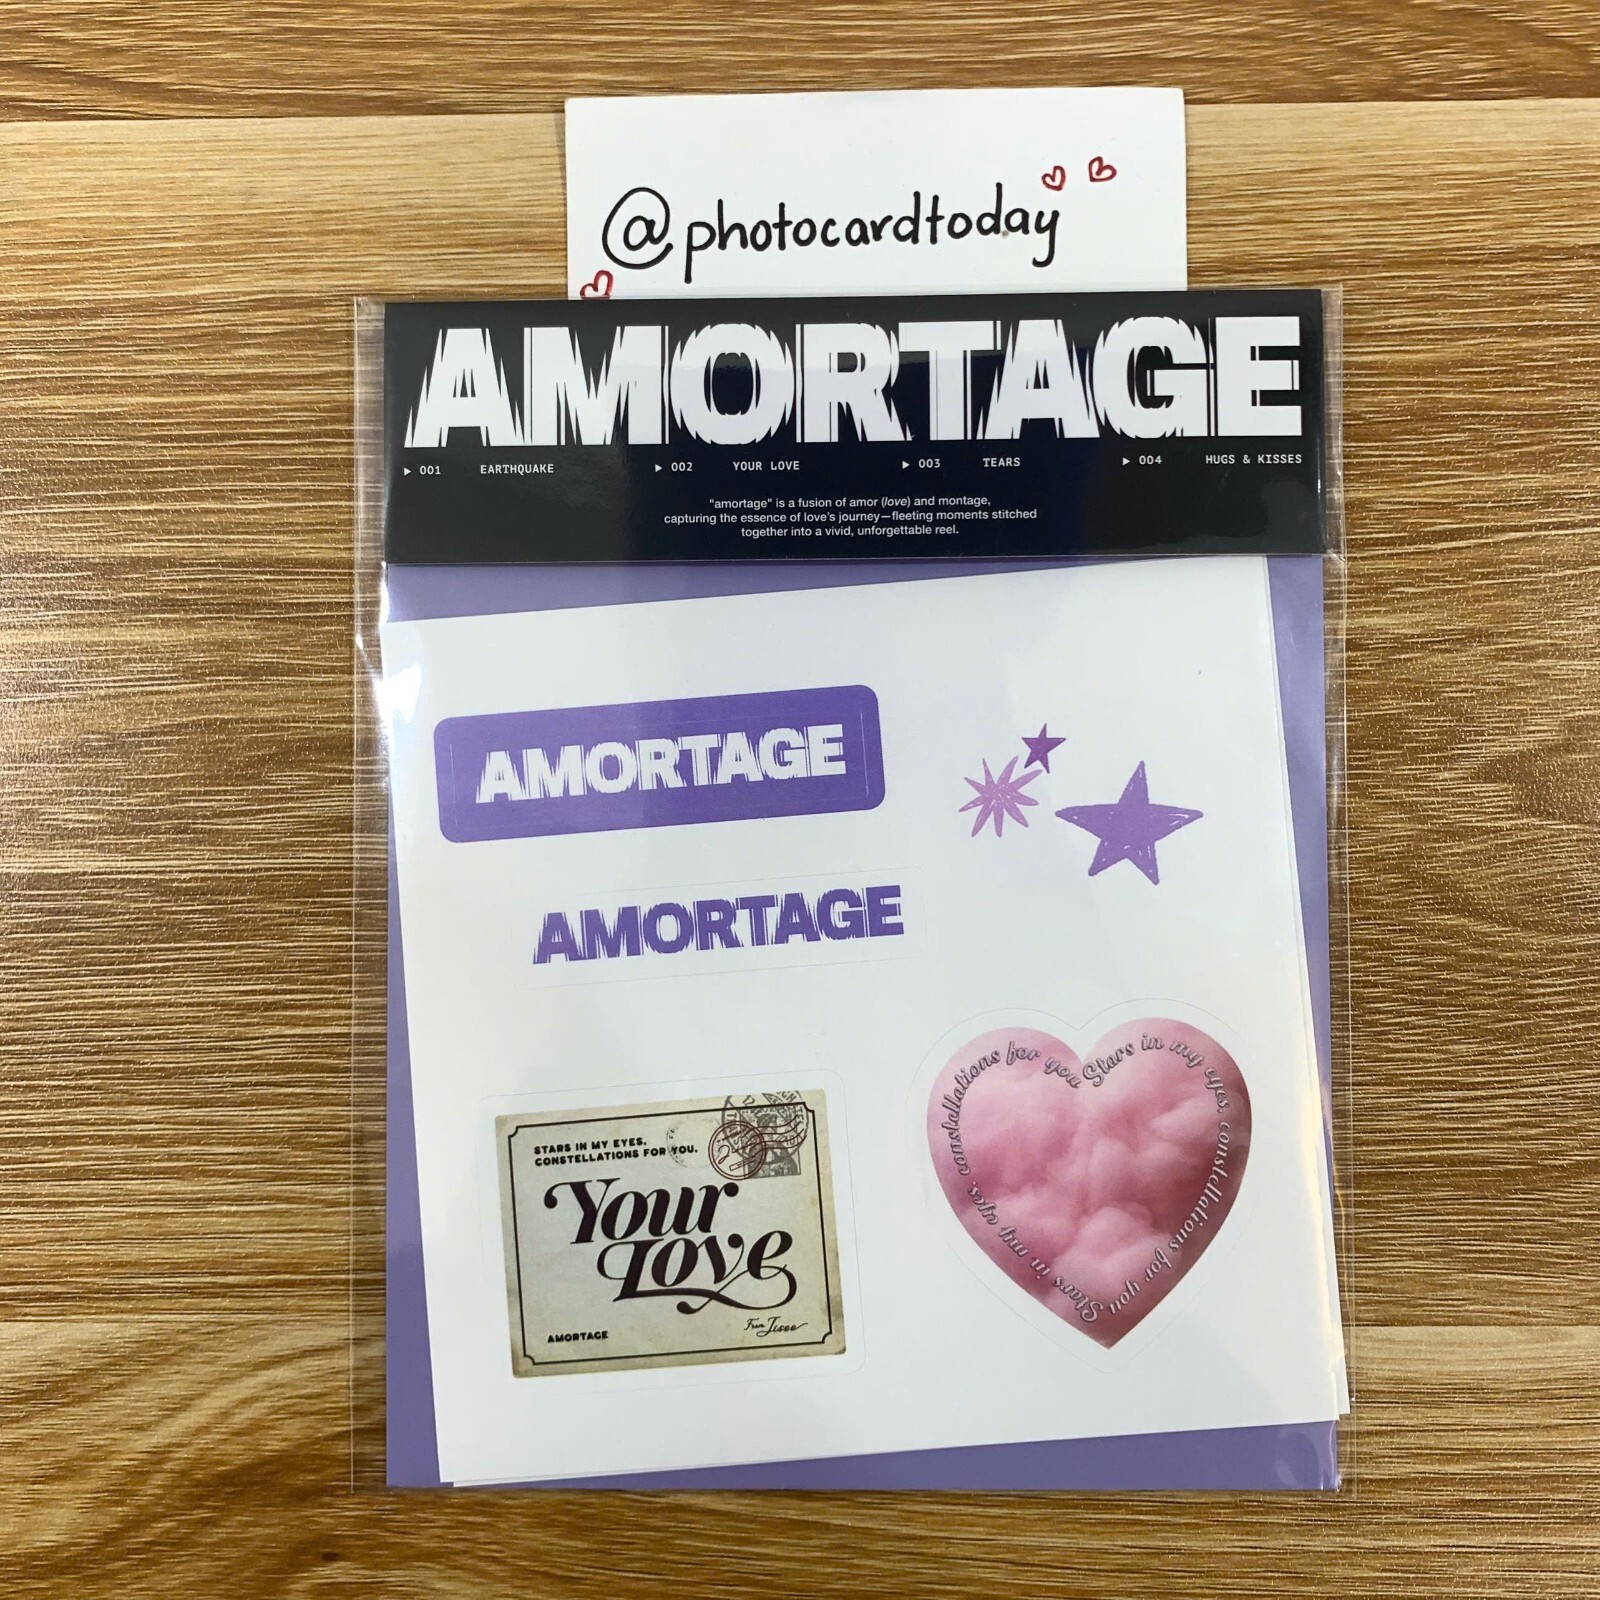 @photocardtoday
AMORTAGE
▶ 001 EARTHQUAKE ▶ 002 YOUR LOVE ▶ 003 TEARS ▶ 004 HUGS & KISSES
"amortage" is a fusion of amor (love) and montage,
capturing the essence of love's journey—fleeting moments stitched
together into a vivid, unforgettable reel.
AMORTAGE
AMORTAGE
STARS IN MY EYES,
CONSTELLATIONS FOR YOU.
Your
Love
AMORTAGE
From Jisoo
Stars in my eyes, constellations for you Stars in my eyes, constellations for you